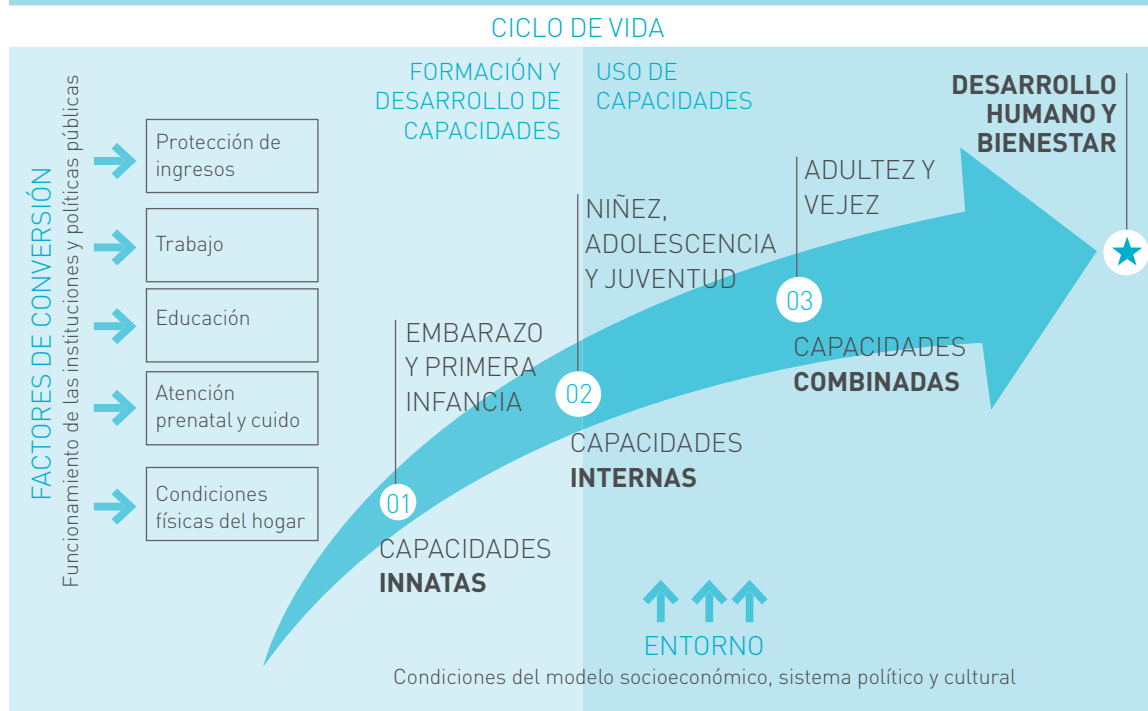 CICLO DE VIDA
FORMACIÓN Y
DESARROLLO DE
CAPACIDADES
USO DE
CAPACIDADES
DESARROLLO
HUMANO Y
BIENESTAR
FACTORES DE CONVERSIÓN
Funcionamiento de las instituciones y políticas públicas
Protección de
ingresos
Trabajo
Educación
Atención
prenatal y cuido
Condiciones
físicas del hogar
EMBARAZO
Y PRIMERA
INFANCIA
01
CAPACIDADES
INNATAS
NIÑEZ,
ADOLESCENCIA
Y JUVENTUD
02
CAPACIDADES
INTERNAS
ADULTEZ Y
VEJEZ
03
CAPACIDADES
COMBINADAS
ENTORNO
Condiciones del modelo socioeconómico, sistema político y cultural